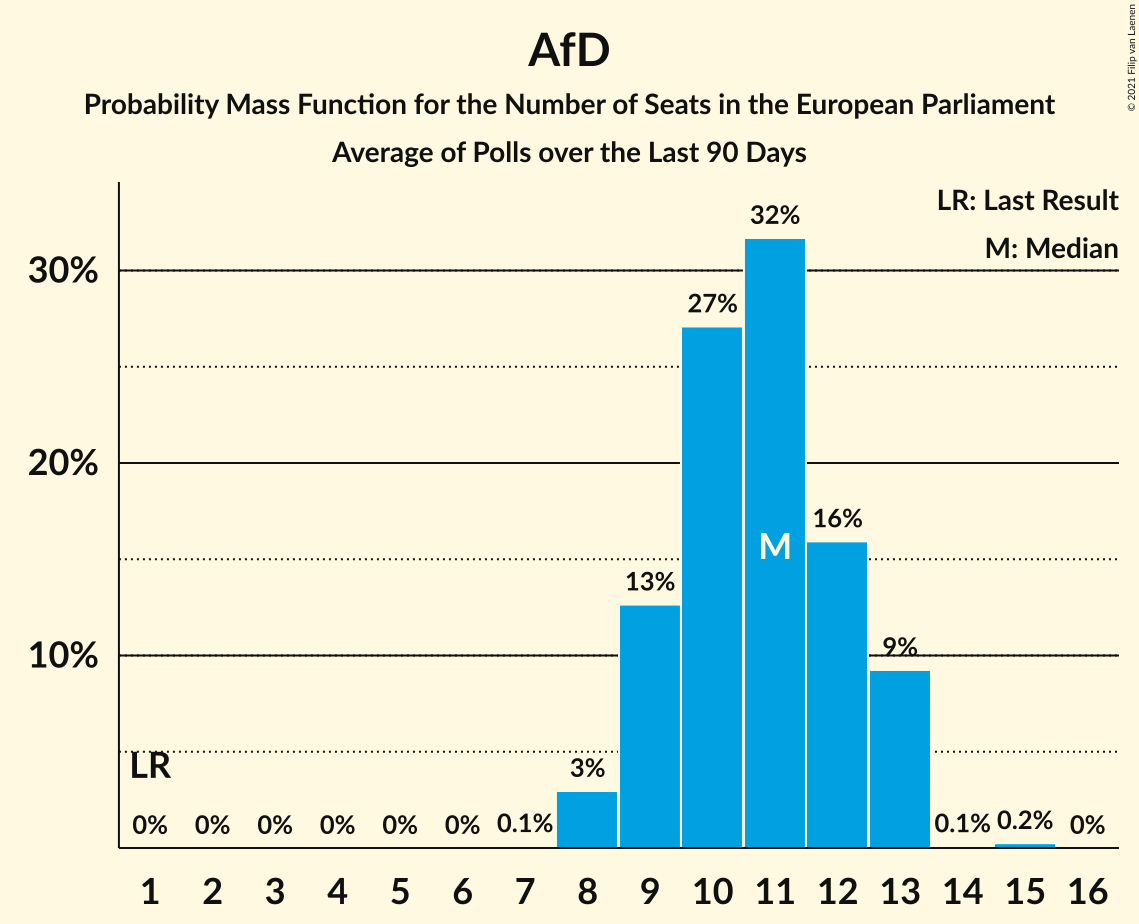 AfD
Probability Mass Function for the Number of Seats in the European Parliament
Average of Polls over the Last 90 Days
© 2021 Filip van Laenen
LR: Last Result
M: Median
30%
20%
10%
32%
27%
16%
13%
9%
3%
0% 0% 0% 0% 0% 0% 0.1% 0.1% 0.2% 0%
LR
M
1 2 3 4 5 6 7 8 9 10 11 12 13 14 15 16